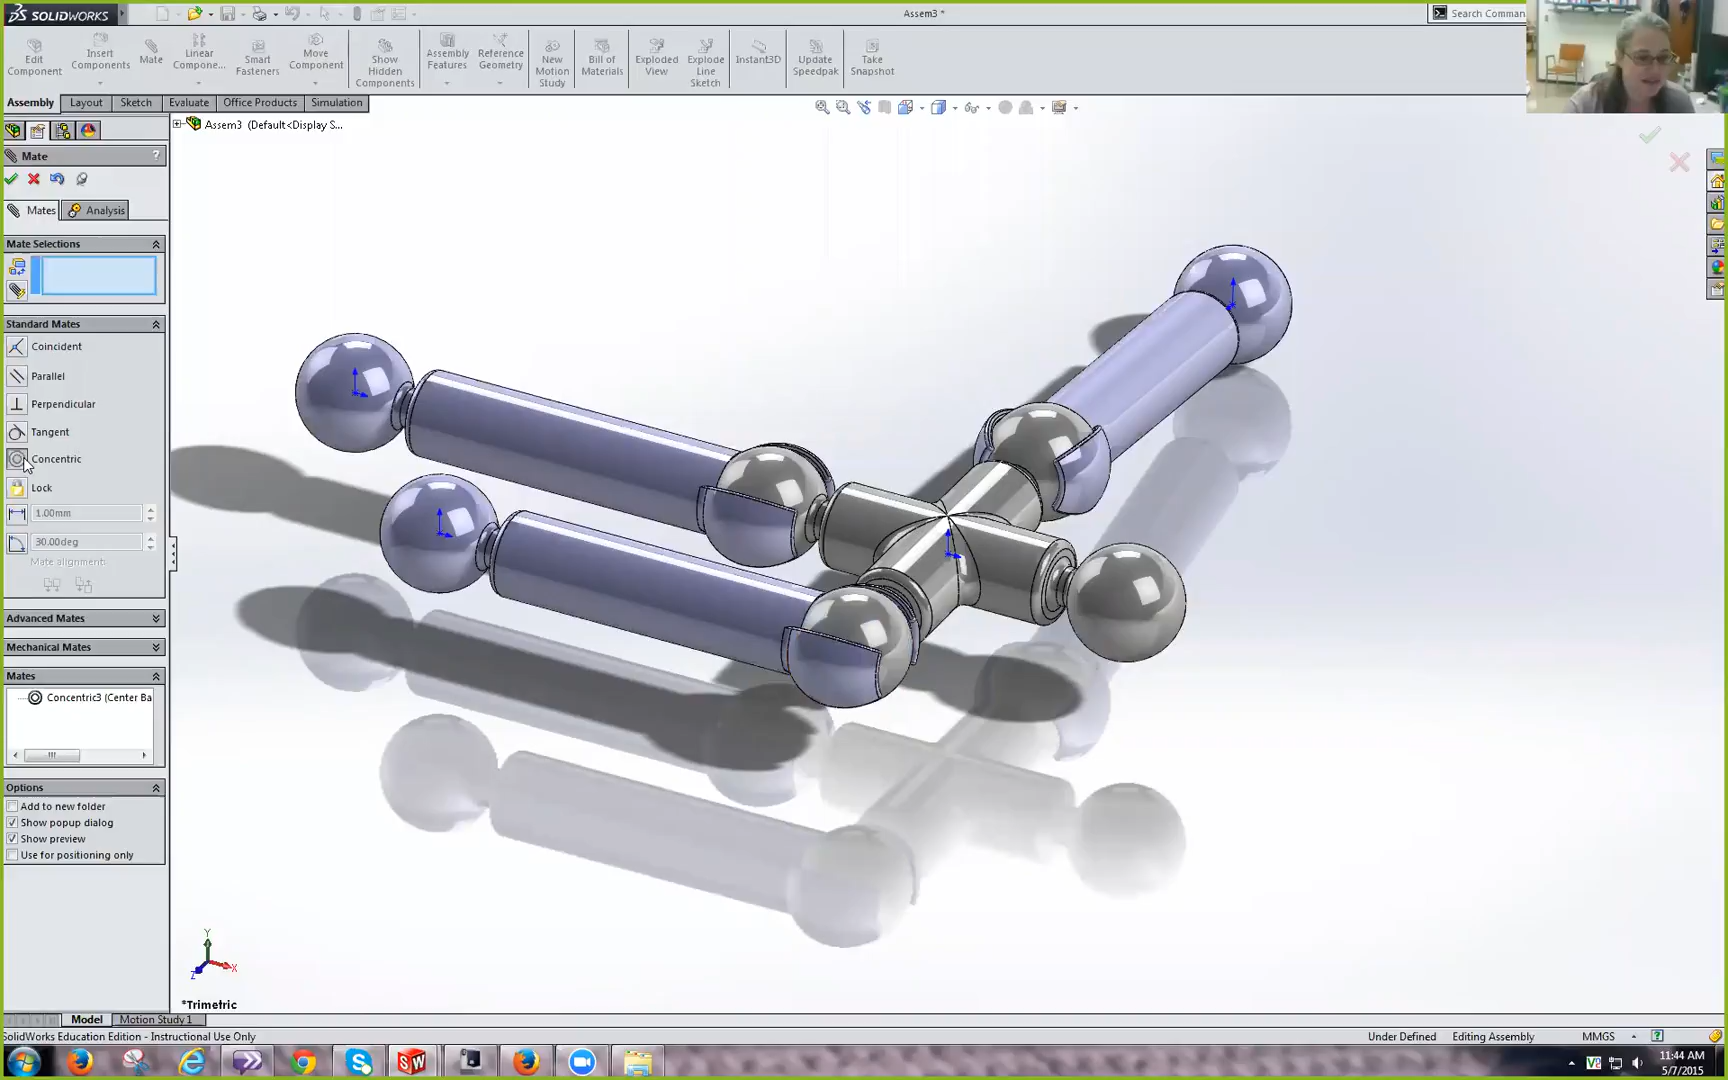 SOLIDWORKS
Assem3 *
Search Comman
Edit Component
Insert Components
Mate
Linear Compone...
Smart Fasteners
Move Component
Show Hidden Components
Assembly Features
Reference Geometry
New Motion Study
Bill of Materials
Exploded View
Explode Line Sketch
Instant3D
Update Speedpak
Take Snapshot
Assembly
Layout
Sketch
Evaluate
Office Products
Simulation
Assem3 (Default<Display S...
Mate
?
Mates
Analysis
Mate Selections
Standard Mates
Coincident
Parallel
Perpendicular
Tangent
Concentric
Lock
1.00mm
30.00deg
Mate alignment:
Advanced Mates
Mechanical Mates
Mates
Concentric3 (Center Ba
Options
Add to new folder
Show popup dialog
Show preview
Use for positioning only
Y
X
Z
*Trimetric
Model
Motion Study 1
SolidWorks Education Edition - Instructional Use Only
Under Defined
Editing Assembly
MMGS
?
SW
11:44 AM
5/7/2015